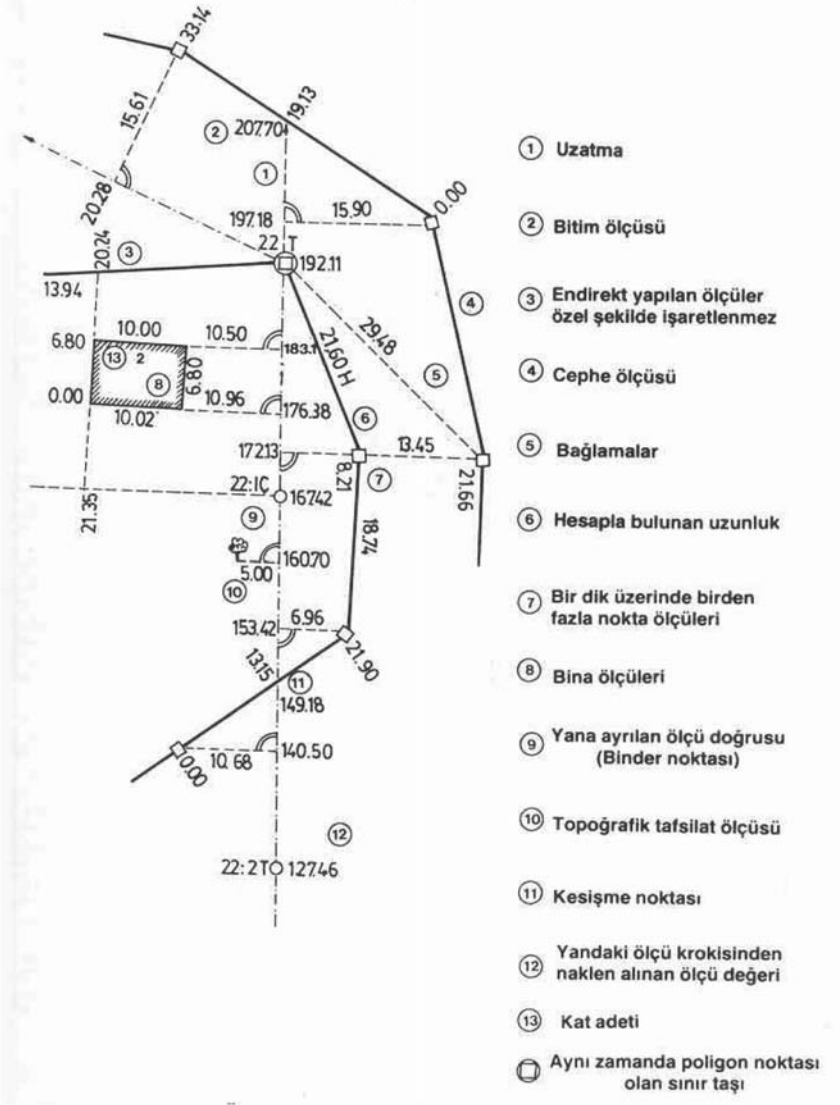 33.14
15.61
19.13
② 207.70
①
20.28
197.18
15.90
0.00
22 T
192.11
20.24
③
13.94
④
29.48
⑤
10.00
10.50
6.80
⑬ 2
⑧
6.80
21.60 H
0.00
10.02
10.96
176.38
⑥
172.13
13.45
8.21
⑦
21.66
22:1Ç
167.42
21.35
⑨
18.74
160.70
5.00
⑩
153.42
6.96
21.90
13.15
⑪
149.18
140.50
10.68
0.00
⑫
22:2T
127.46
① Uzatma
② Bitim ölçüsü
③ Endirekt yapılan ölçüler
özel şekilde işaretlenmez
④ Cephe ölçüsü
⑤ Bağlamalar
⑥ Hesapla bulunan uzunluk
⑦ Bir dik üzerinde birden
fazla nokta ölçüleri
⑧ Bina ölçüleri
⑨ Yana ayrılan ölçü doğrusu
(Binder noktası)
⑩ Topoğrafik tafsilat ölçüsü
⑪ Kesişme noktası
⑫ Yandaki ölçü krokisinden
naklen alınan ölçü değeri
⑬ Kat adeti
Aynı zamanda poligon noktası
olan sınır taşı